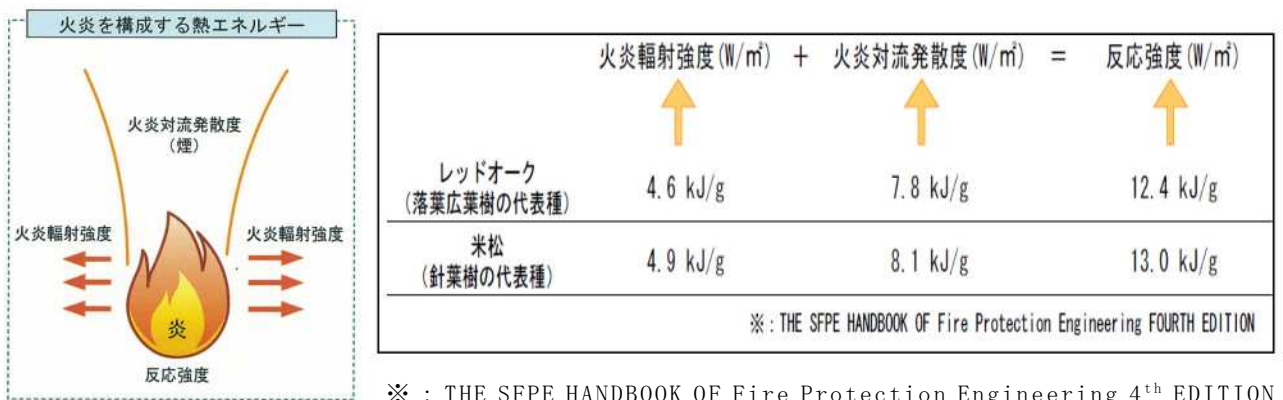 火炎を構成する熱エネルギー
火炎対流発散度
(煙)
火炎輻射強度
火炎輻射強度
炎
反応強度
火炎輻射強度(W/㎡) + 火炎対流発散度(W/㎡) = 反応強度(W/㎡)
レッドオーク
(落葉広葉樹の代表種)
4.6 kJ/g 7.8 kJ/g 12.4 kJ/g
米松
(針葉樹の代表種)
4.9 kJ/g 8.1 kJ/g 13.0 kJ/g
※:THE SFPE HANDBOOK OF Fire Protection Engineering FOURTH EDITION
※ : THE SFPE HANDBOOK OF Fire Protection Engineering 4th EDITION